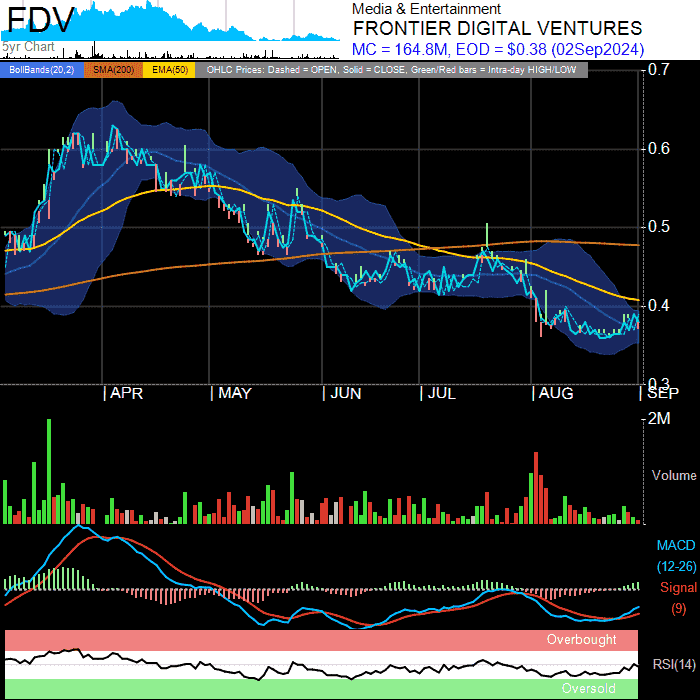 FDV
5yr Chart
Media & Entertainment
FRONTIER DIGITAL VENTURES
MC = 164.8M, EOD = $0.38 (02Sep2024)
BollBands(20,2) SMA(200) EMA(50) OHLC Prices: Dashed = OPEN, Solid = CLOSE, Green/Red bars = Intra-day HIGH/LOW
0.7
0.6
0.5
0.4
0.3
APR MAY JUN JUL AUG SEP
2M
Volume
MACD
(12-26)
Signal
(9)
Overbought
RSI(14)
Oversold